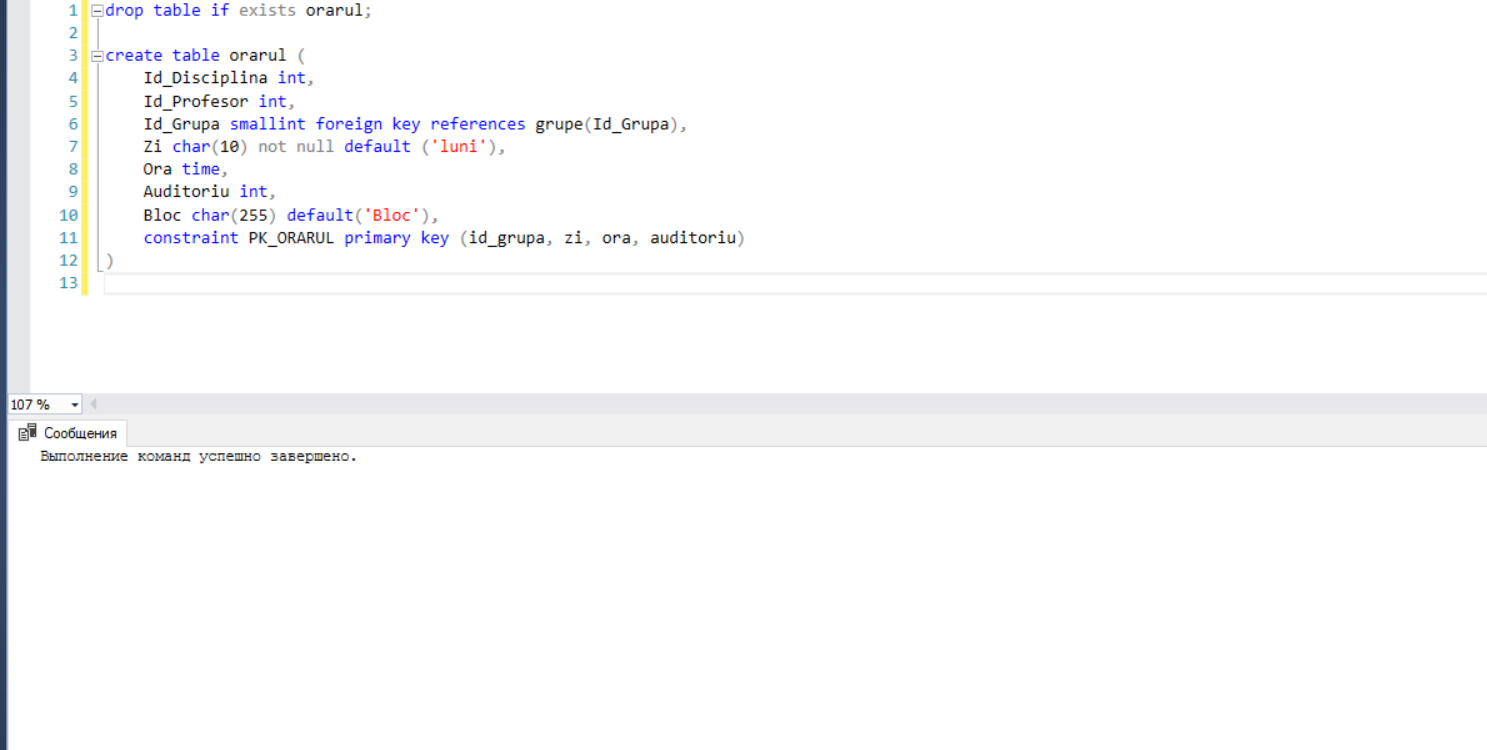 1 drop table if exists orarul;
2
3 create table orarul (
4 Id_Disciplina int,
5 Id_Profesor int,
6 Id_Grupa smallint foreign key references grupe(Id_Grupa),
7 Zi char(10) not null default ('luni'),
8 Ora time,
9 Auditoriu int,
10 Bloc char(255) default('Bloc'),
11 constraint PK_ORARUL primary key (id_grupa, zi, ora, auditoriu)
12 )
13
107 %
Сообщения
Выполнение команд успешно завершено.